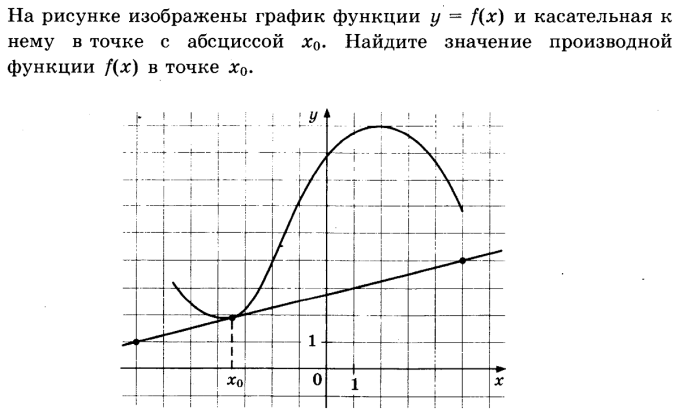 На рисунке изображены график функции y = f(x) и касательная к
нему в точке с абсциссой x₀. Найдите значение производной
функции f(x) в точке x₀.
y
1
x₀
0
1
x